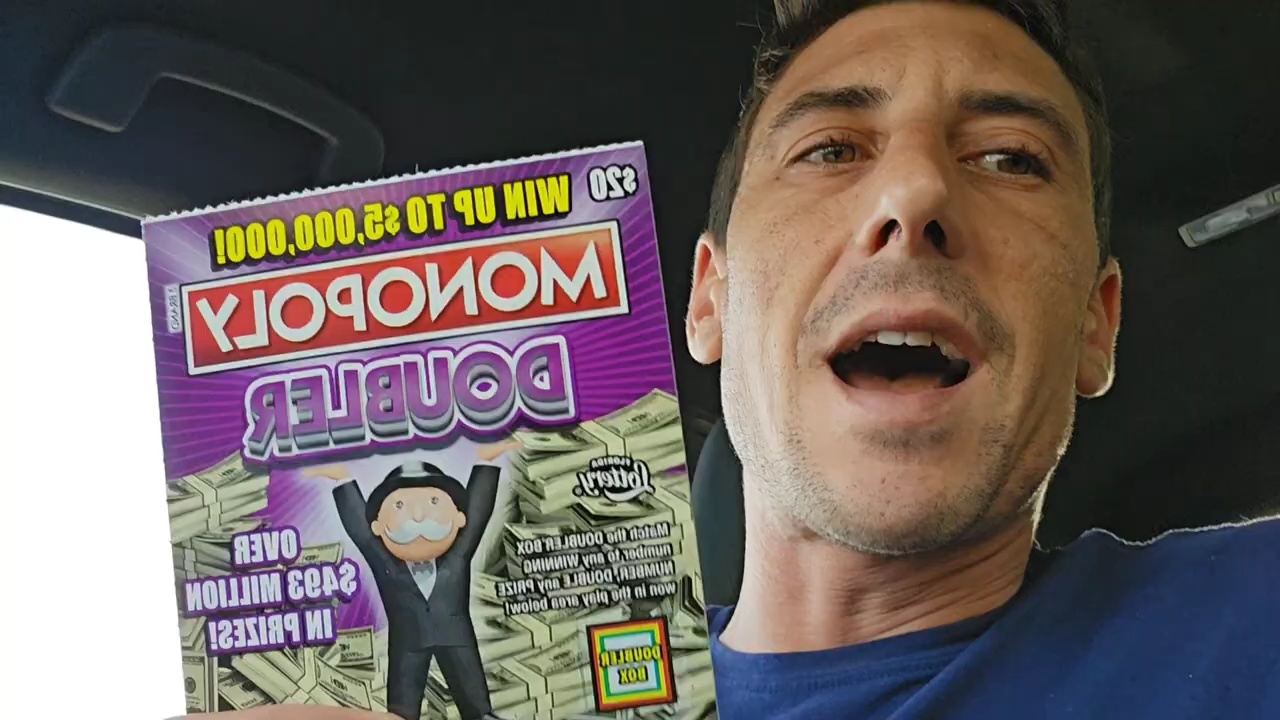 $20
WIN UP TO $5,000,000!
MONOPOLY
BRAND
DOUBLER
FLORIDA
Lottery®
Match the DOUBLER BOX
number to any WINNING
NUMBER, DOUBLE any PRIZE
won in the play area below!
OVER
$493 MILLION
IN PRIZES!
DOUBLER
BOX